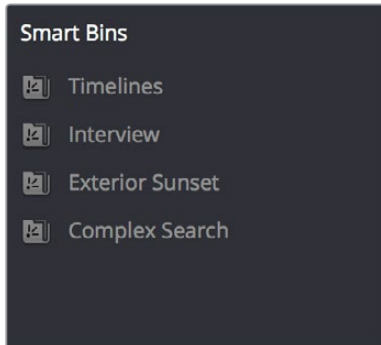 Smart Bins
Timelines
Interview
Exterior Sunset
Complex Search